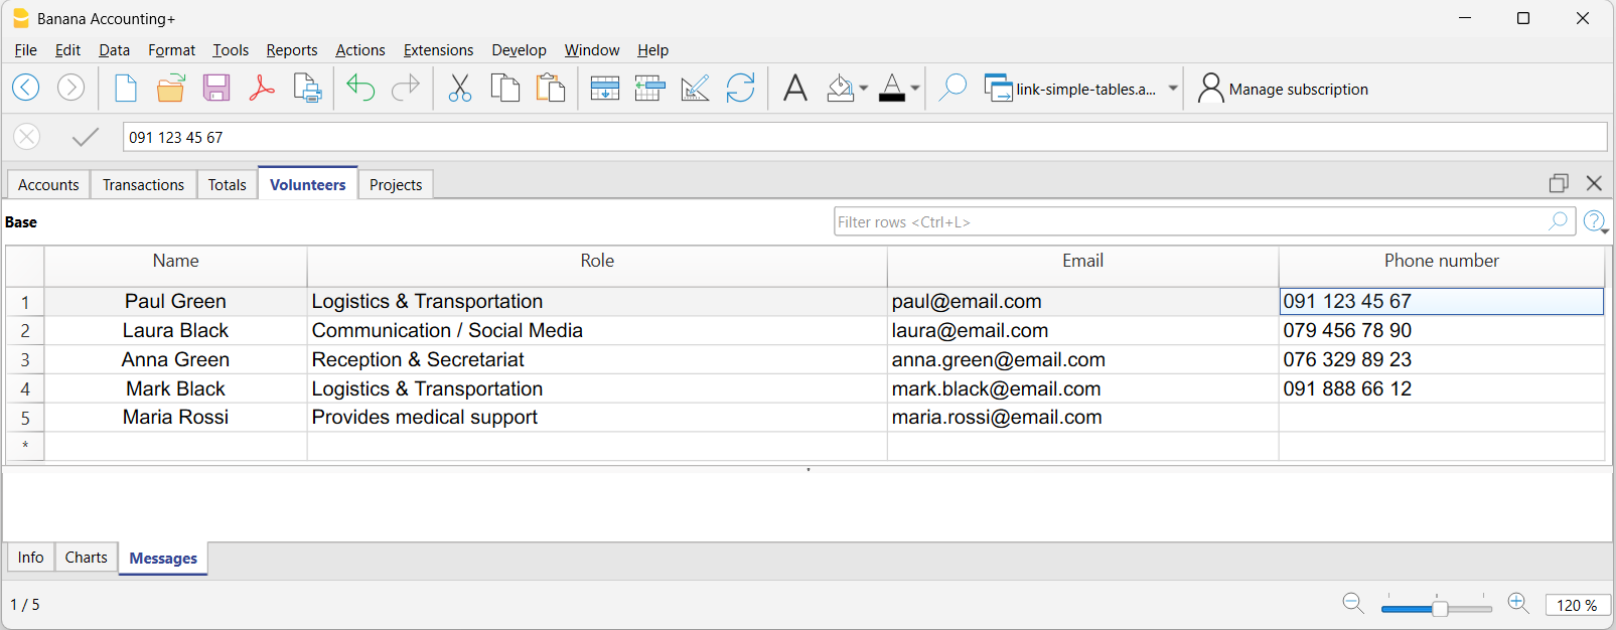 Banana Accounting+
File Edit Data Format Tools Reports Actions Extensions Develop Window Help
link-simple-tables.a... Manage subscription
091 123 45 67
Accounts Transactions Totals Volunteers Projects
Base Filter rows <Ctrl+L>
Name Role Email Phone number
1 Paul Green Logistics & Transportation paul@email.com 091 123 45 67
2 Laura Black Communication / Social Media laura@email.com 079 456 78 90
3 Anna Green Reception & Secretariat anna.green@email.com 076 329 89 23
4 Mark Black Logistics & Transportation mark.black@email.com 091 888 66 12
5 Maria Rossi Provides medical support maria.rossi@email.com
*
Info Charts Messages
1 / 5 120 %